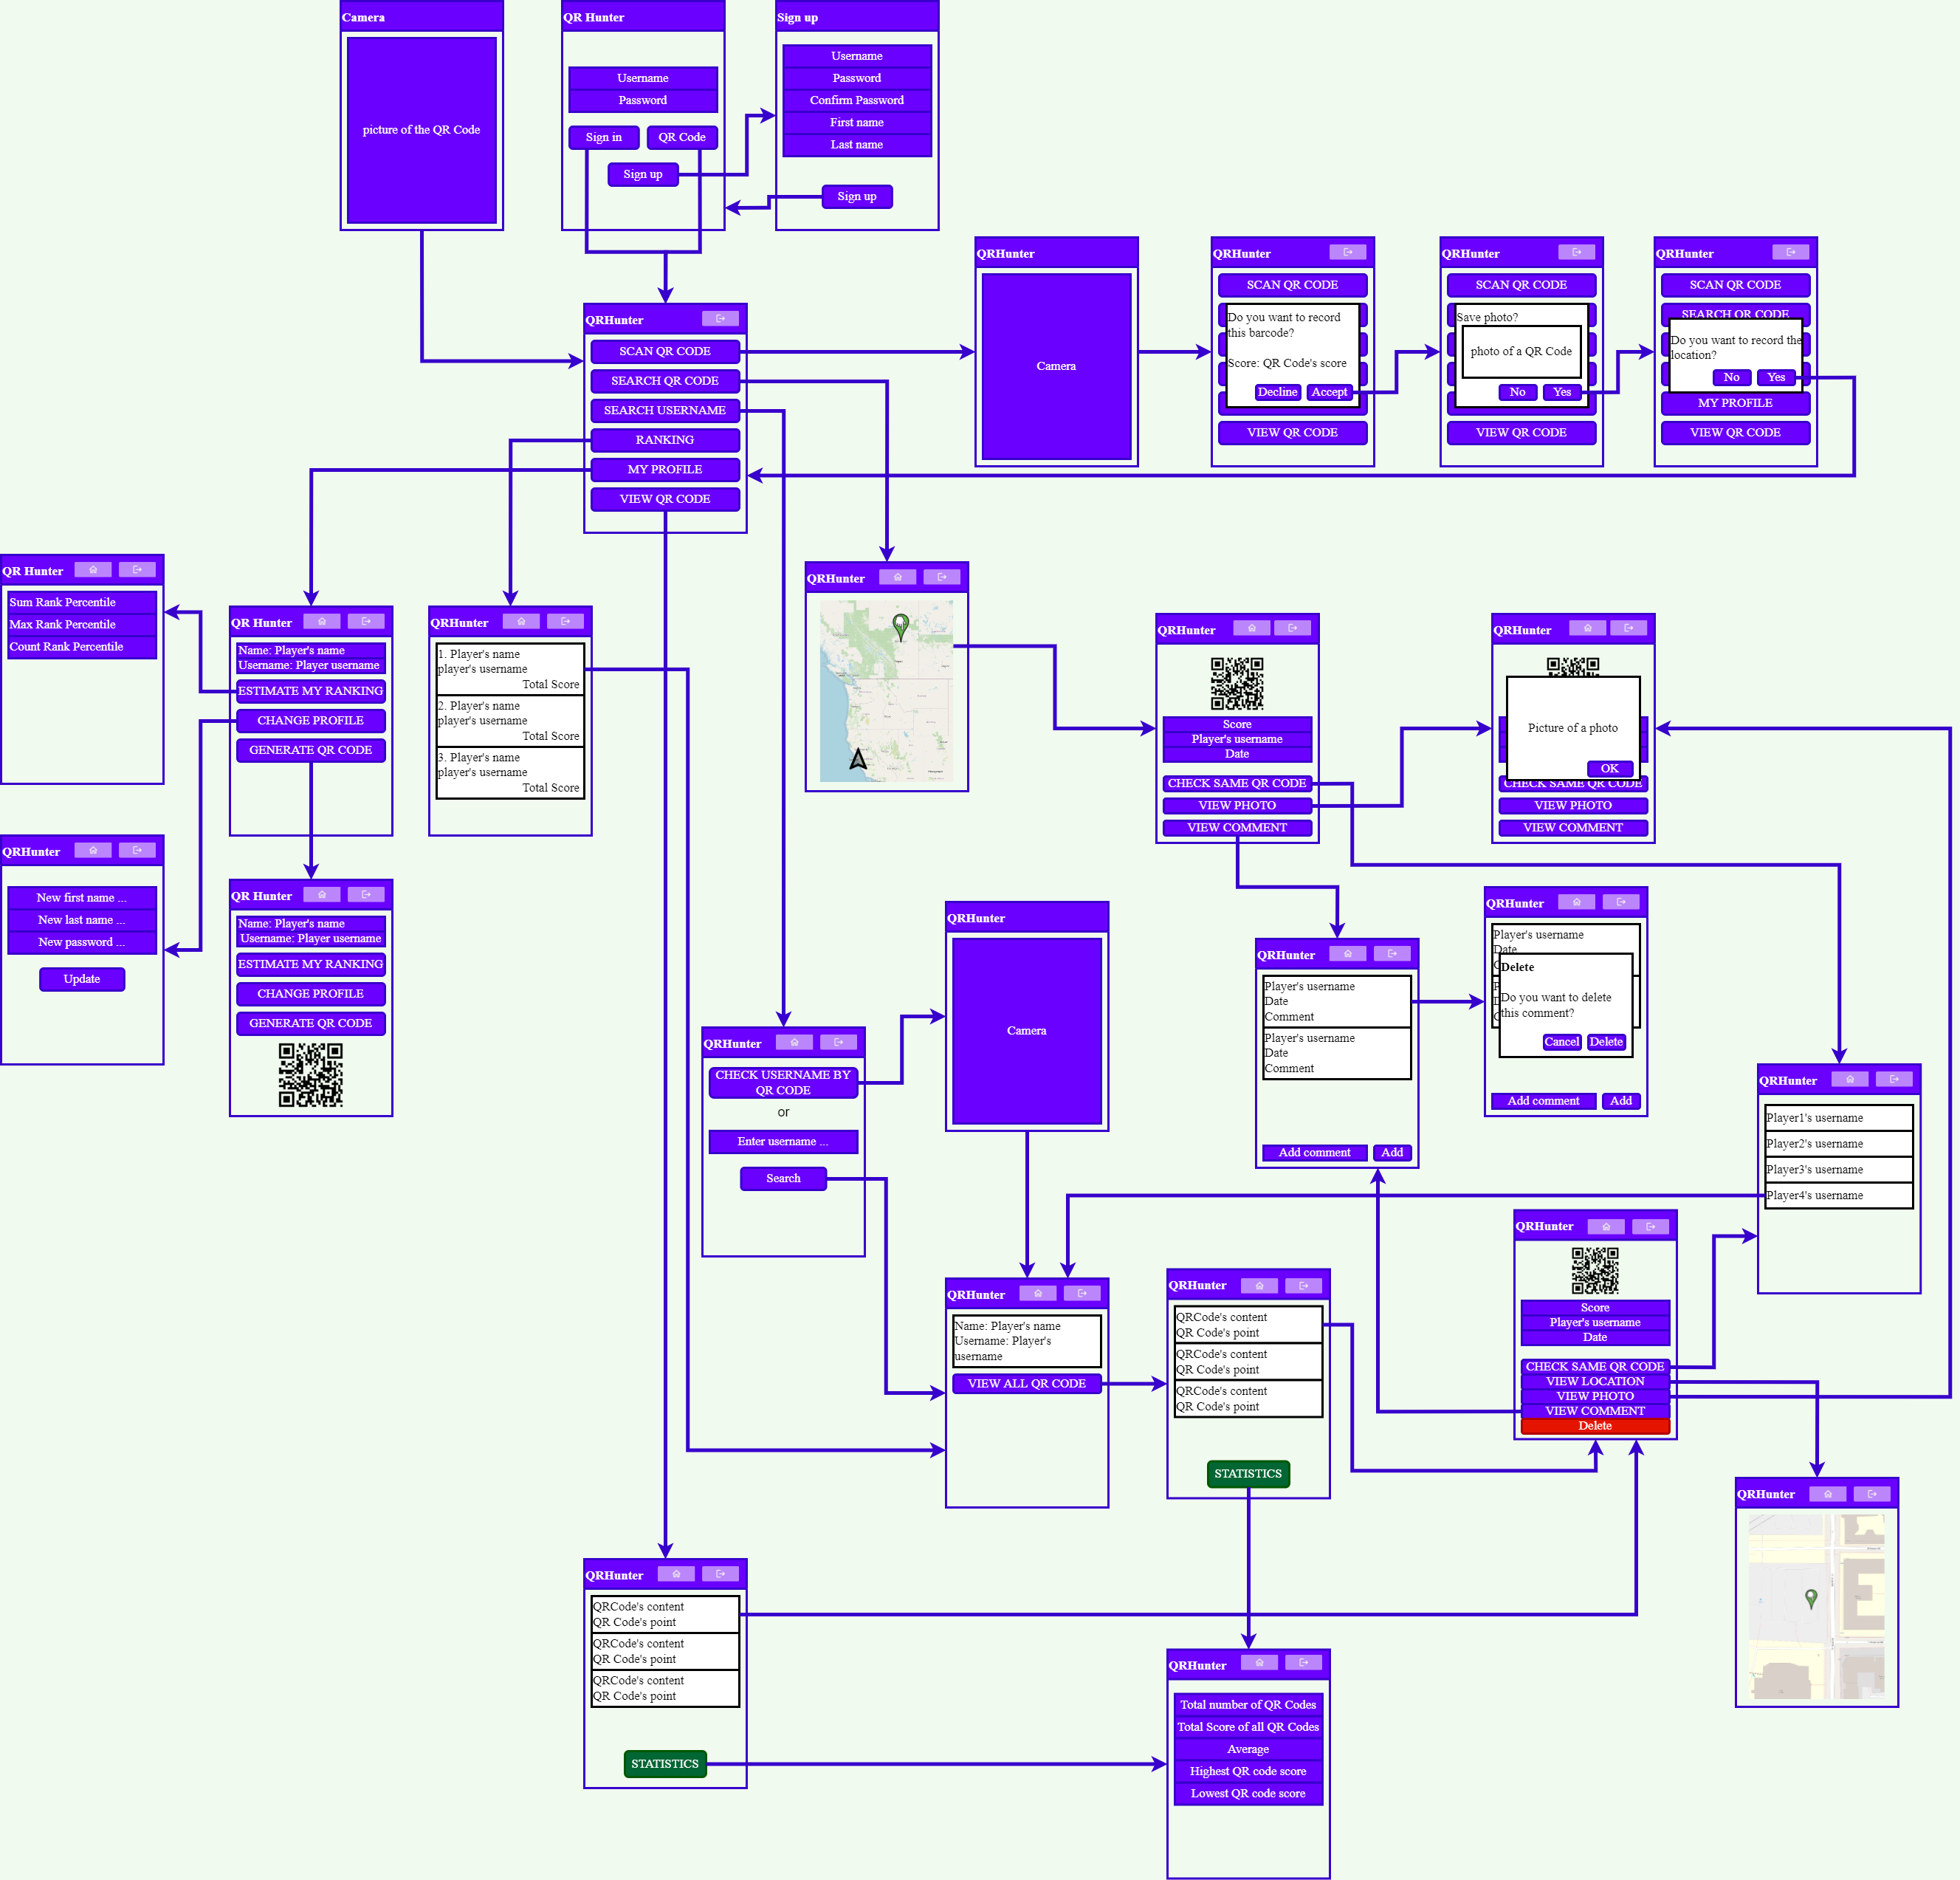 Camera
picture of the QR Code
QR Hunter
Username
Password
Sign in
QR Code
Sign up
Sign up
Username
Password
Confirm Password
First name
Last name
Sign up
QRHunter
SCAN QR CODE
SEARCH QR CODE
SEARCH USERNAME
RANKING
MY PROFILE
VIEW QR CODE
QRHunter
Camera
QRHunter
SCAN QR CODE
Do you want to record
this barcode?
Score: QR Code's score
Decline
Accept
VIEW QR CODE
QRHunter
SCAN QR CODE
Save photo?
photo of a QR Code
No
Yes
VIEW QR CODE
QRHunter
SCAN QR CODE
SEARCH QR CODE
Do you want to record the
location?
No
Yes
MY PROFILE
VIEW QR CODE
QR Hunter
Sum Rank Percentile
Max Rank Percentile
Count Rank Percentile
QR Hunter
Name: Player's name
Username: Player username
ESTIMATE MY RANKING
CHANGE PROFILE
GENERATE QR CODE
QRHunter
1. Player's name
player's username
Total Score
2. Player's name
player's username
Total Score
3. Player's name
player's username
Total Score
QRHunter
QRHunter
Score
Player's username
Date
CHECK SAME QR CODE
VIEW PHOTO
VIEW COMMENT
QRHunter
Picture of a photo
OK
CHECK SAME QR CODE
VIEW PHOTO
VIEW COMMENT
QRHunter
New first name ...
New last name ...
New password ...
Update
QR Hunter
Name: Player's name
Username: Player username
ESTIMATE MY RANKING
CHANGE PROFILE
GENERATE QR CODE
QRHunter
CHECK USERNAME BY
QR CODE
or
Enter username ...
Search
QRHunter
Camera
QRHunter
Player's username
Date
Comment
Player's username
Date
Comment
Add comment
Add
QRHunter
Player's username
Date
Delete
Do you want to delete
this comment?
Cancel
Delete
Add comment
Add
QRHunter
Player1's username
Player2's username
Player3's username
Player4's username
QRHunter
Name: Player's name
Username: Player's
username
VIEW ALL QR CODE
QRHunter
QRCode's content
QR Code's point
QRCode's content
QR Code's point
QRCode's content
QR Code's point
STATISTICS
QRHunter
Score
Player's username
Date
CHECK SAME QR CODE
VIEW LOCATION
VIEW PHOTO
VIEW COMMENT
Delete
QRHunter
QRHunter
QRCode's content
QR Code's point
QRCode's content
QR Code's point
QRCode's content
QR Code's point
STATISTICS
QRHunter
Total number of QR Codes
Total Score of all QR Codes
Average
Highest QR code score
Lowest QR code score